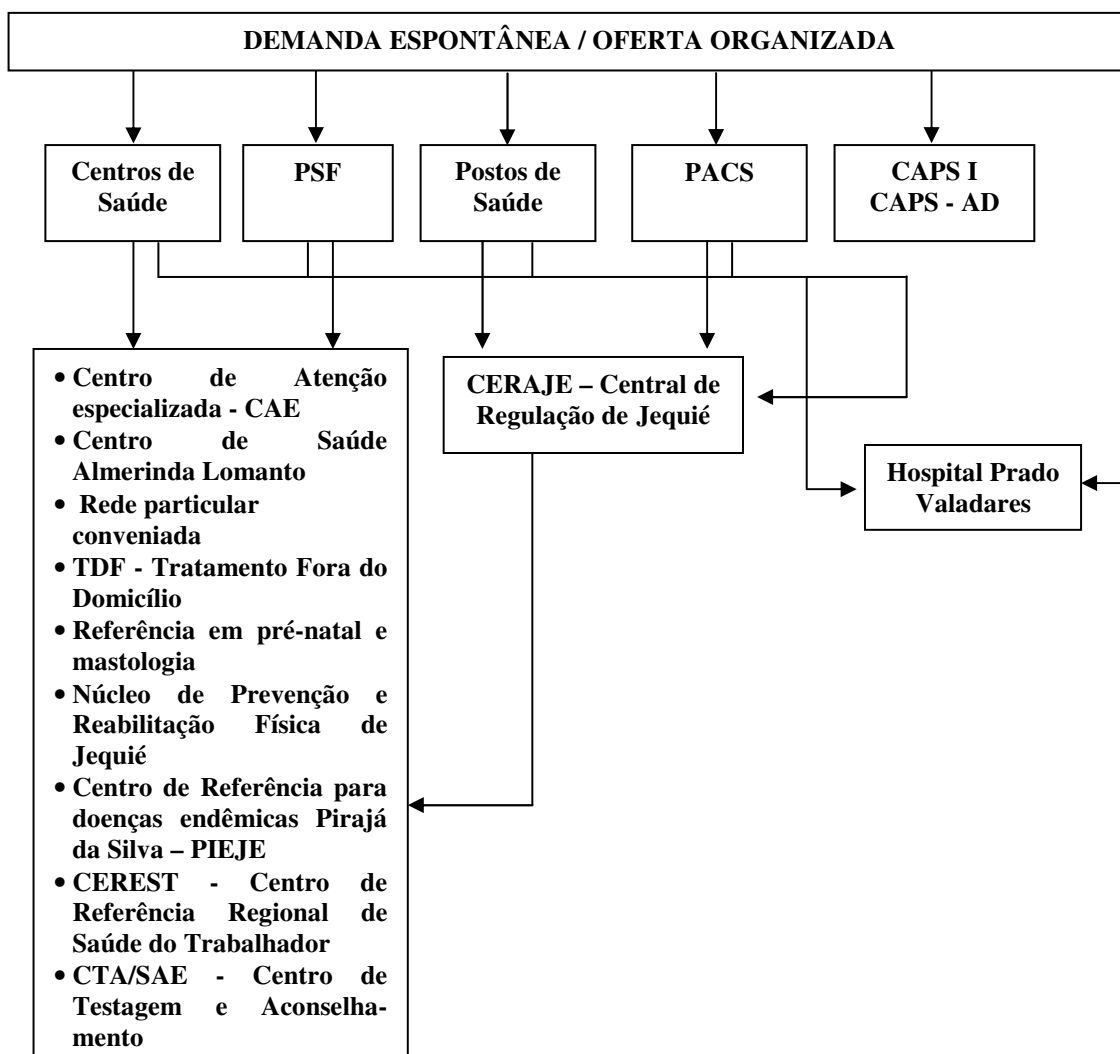 DEMANDA ESPONTÂNEA / OFERTA ORGANIZADA
Centros de
Saúde
PSF
Postos de
Saúde
PACS
CAPS I
CAPS - AD
• Centro de Atenção
especializada - CAE
• Centro de Saúde
Almerinda Lomanto
• Rede particular
conveniada
• TDF - Tratamento Fora do
Domicílio
• Referência em pré-natal e
mastologia
• Núcleo de Prevenção e
Reabilitação Física de
Jequié
• Centro de Referência para
doenças endêmicas Pirajá
da Silva – PIEJE
• CEREST - Centro de
Referência Regional de
Saúde do Trabalhador
• CTA/SAE - Centro de
Testagem e Aconselha-
mento
CERAJE – Central de
Regulação de Jequié
Hospital Prado
Valadares